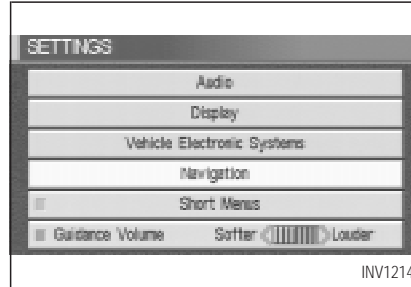 SETTINGS
Audio
Display
Vehicle Electronic Systems
Navigation
Short Menus
Guidance Volume Softer Louder
INV1214